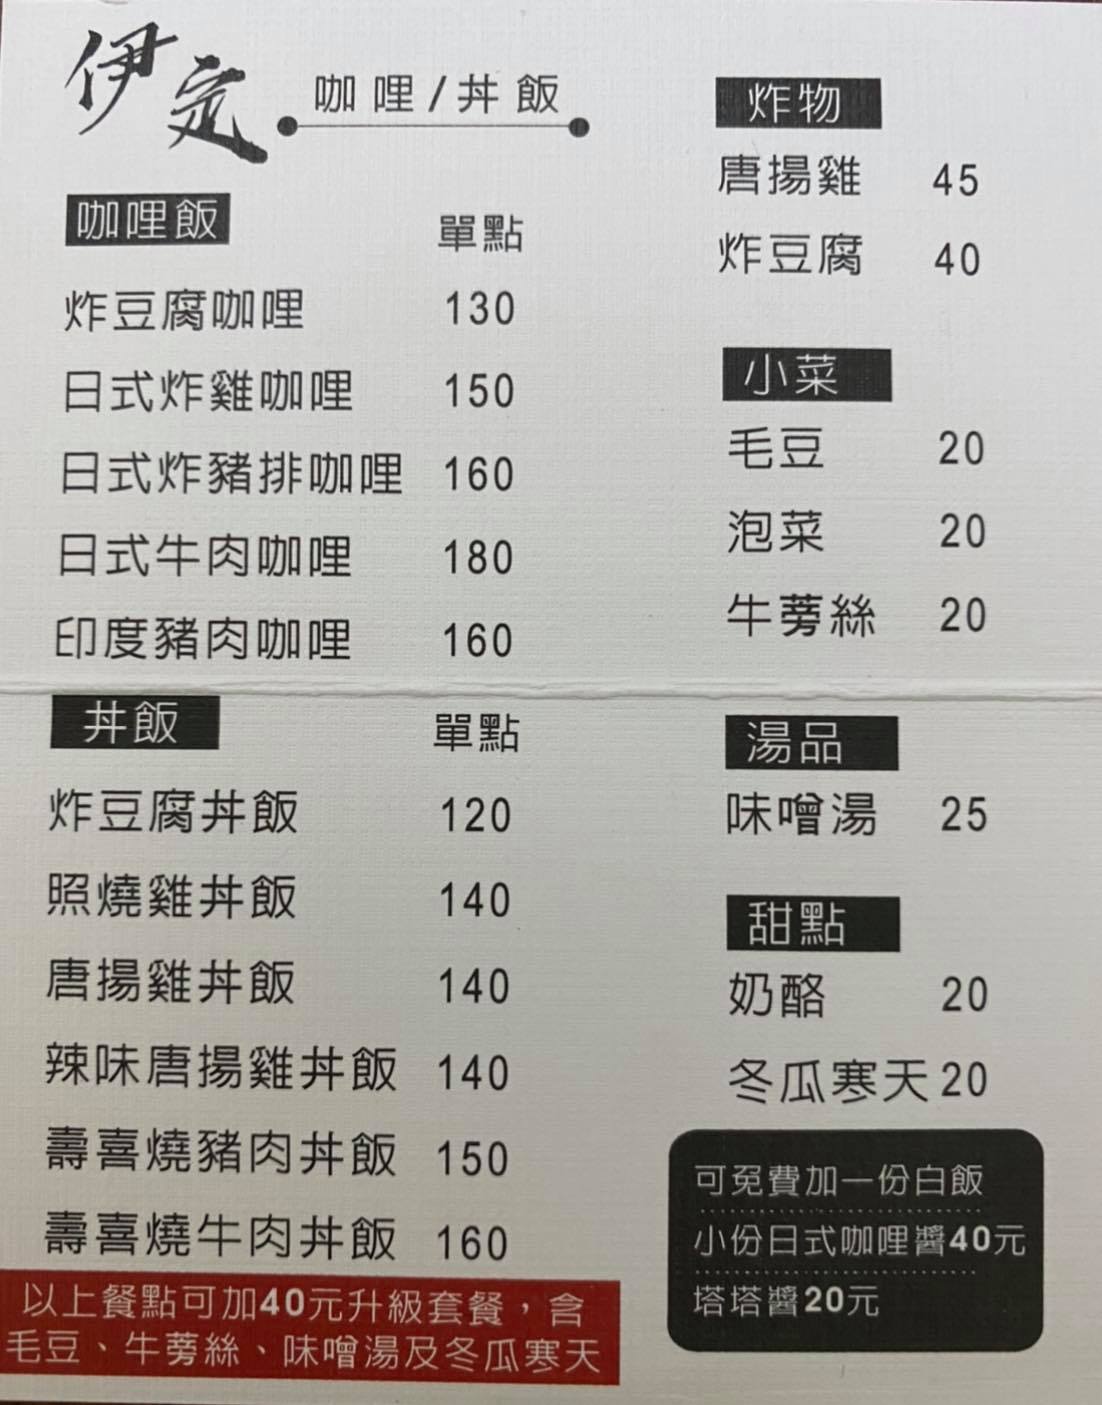 伊定
咖哩/丼飯
咖哩飯 單點
炸豆腐咖哩 130
日式炸雞咖哩 150
日式炸豬排咖哩 160
日式牛肉咖哩 180
印度豬肉咖哩 160
丼飯 單點
炸豆腐丼飯 120
照燒雞丼飯 140
唐揚雞丼飯 140
辣味唐揚雞丼飯 140
壽喜燒豬肉丼飯 150
壽喜燒牛肉丼飯 160
以上餐點可加40元升級套餐，含
毛豆、牛蒡絲、味噌湯及冬瓜寒天
炸物
唐揚雞 45
炸豆腐 40
小菜
毛豆 20
泡菜 20
牛蒡絲 20
湯品
味噌湯 25
甜點
奶酪 20
冬瓜寒天 20
可免費加一份白飯
小份日式咖哩醬40元
塔塔醬20元